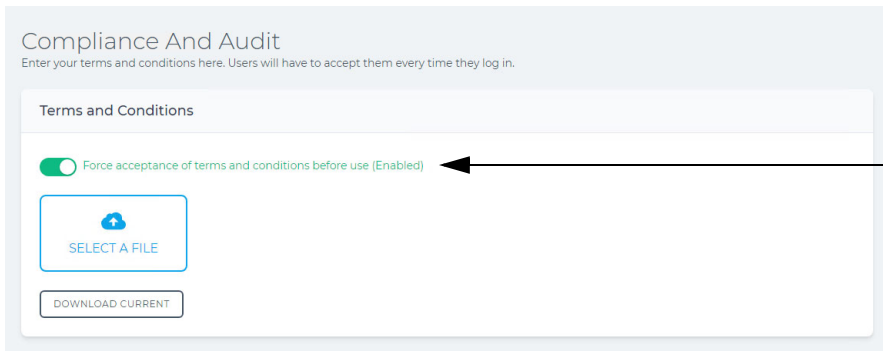 Compliance And Audit
Enter your terms and conditions here. Users will have to accept them every time they log in.
Terms and Conditions
Force acceptance of terms and conditions before use (Enabled)
SELECT A FILE
DOWNLOAD CURRENT